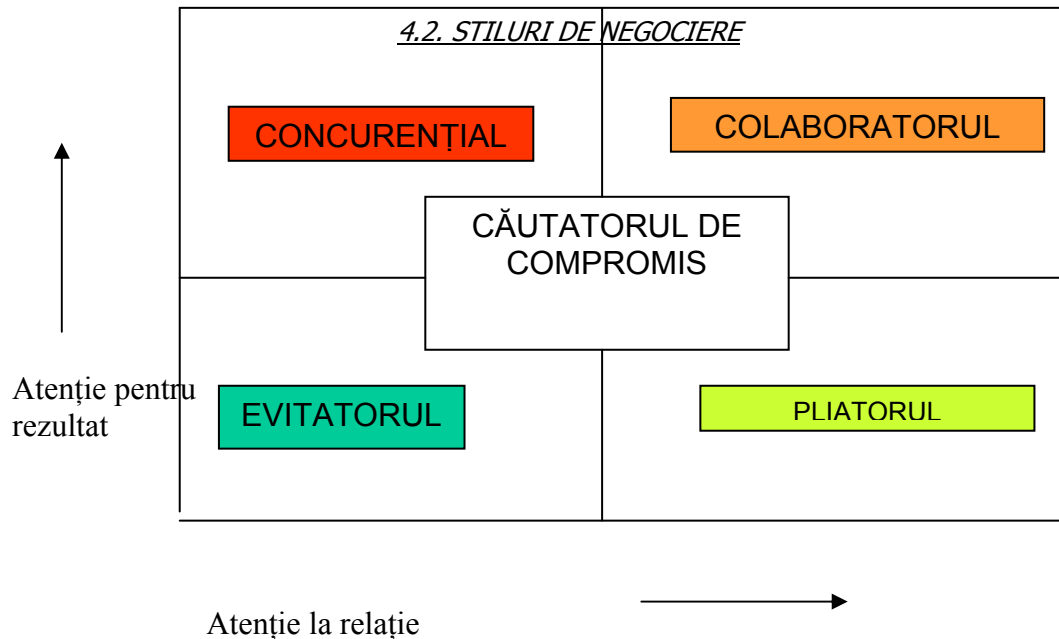 4.2. STILURI DE NEGOCIERE
CONCURENȚIAL
COLABORATORUL
CĂUTATORUL DE
COMPROMIS
Atenție pentru
rezultat
EVITATORUL
PLIATORUL
Atenție la relație